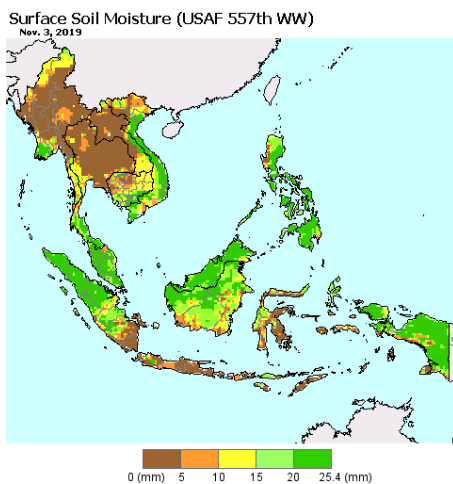 Surface Soil Moisture (USAF 557th WW)
Nov. 3, 2019
0 (mm) 5 10 15 20 25.4 (mm)